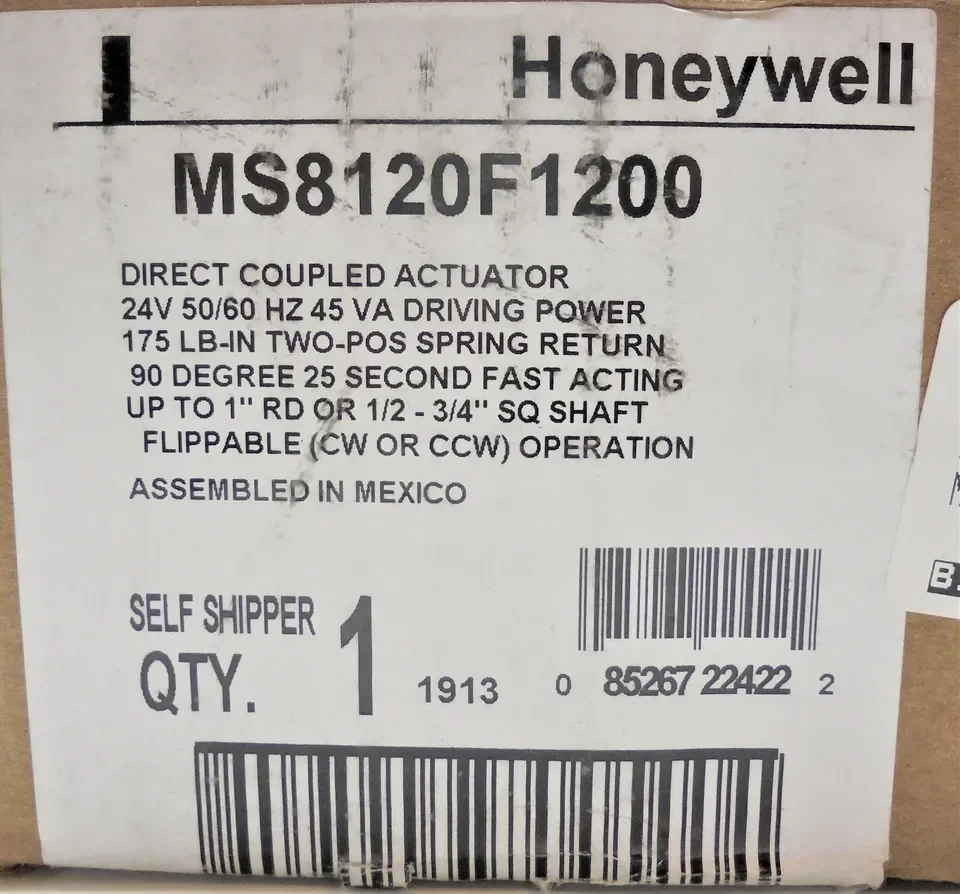 Honeywell
MS8120F1200
DIRECT COUPLED ACTUATOR
24V 50/60 HZ 45 VA DRIVING POWER
175 LB-IN TWO-POS SPRING RETURN
90 DEGREE 25 SECOND FAST ACTING
UP TO 1" RD OR 1/2 - 3/4" SQ SHAFT
FLIPPABLE (CW OR CCW) OPERATION
ASSEMBLED IN MEXICO
SELF SHIPPER
QTY. 1
1913
0 85267 22422 2
B.